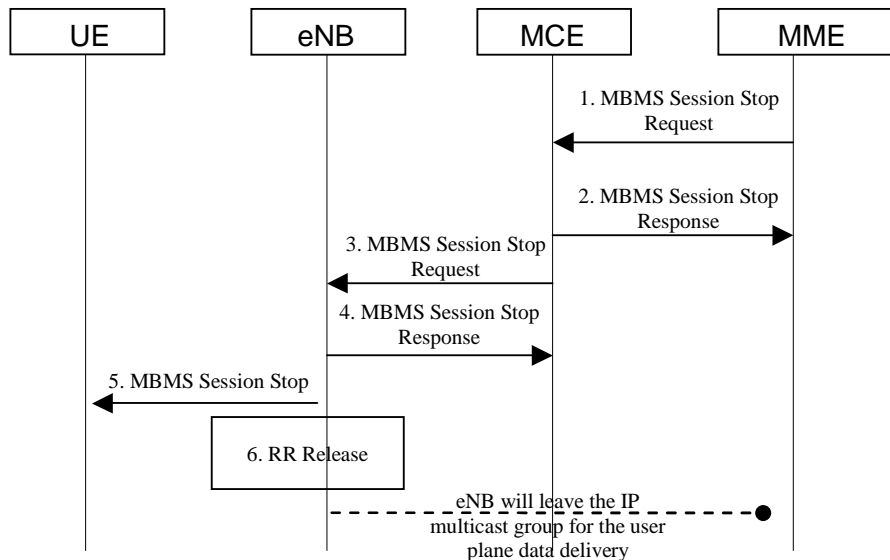 UE
eNB
MCE
MME
1. MBMS Session Stop
Request
2. MBMS Session Stop
Response
3. MBMS Session Stop
Request
4. MBMS Session Stop
Response
5. MBMS Session Stop
6. RR Release
eNB will leave the IP
multicast group for the user
plane data delivery